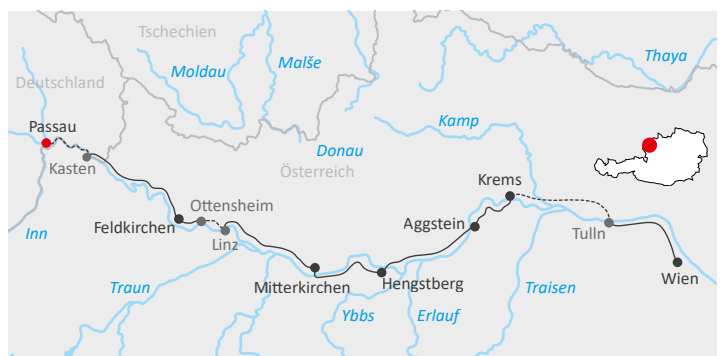 Tschechien
Moldau
Malše
Thaya
Deutschland
Passau
Kasten
Kamp
Donau
Österreich
Krems
Ottensheim
Feldkirchen
Linz
Aggstein
Tulln
Inn
Traun
Mitterkirchen
Hengstberg
Traisen
Wien
Ybbs
Erlauf